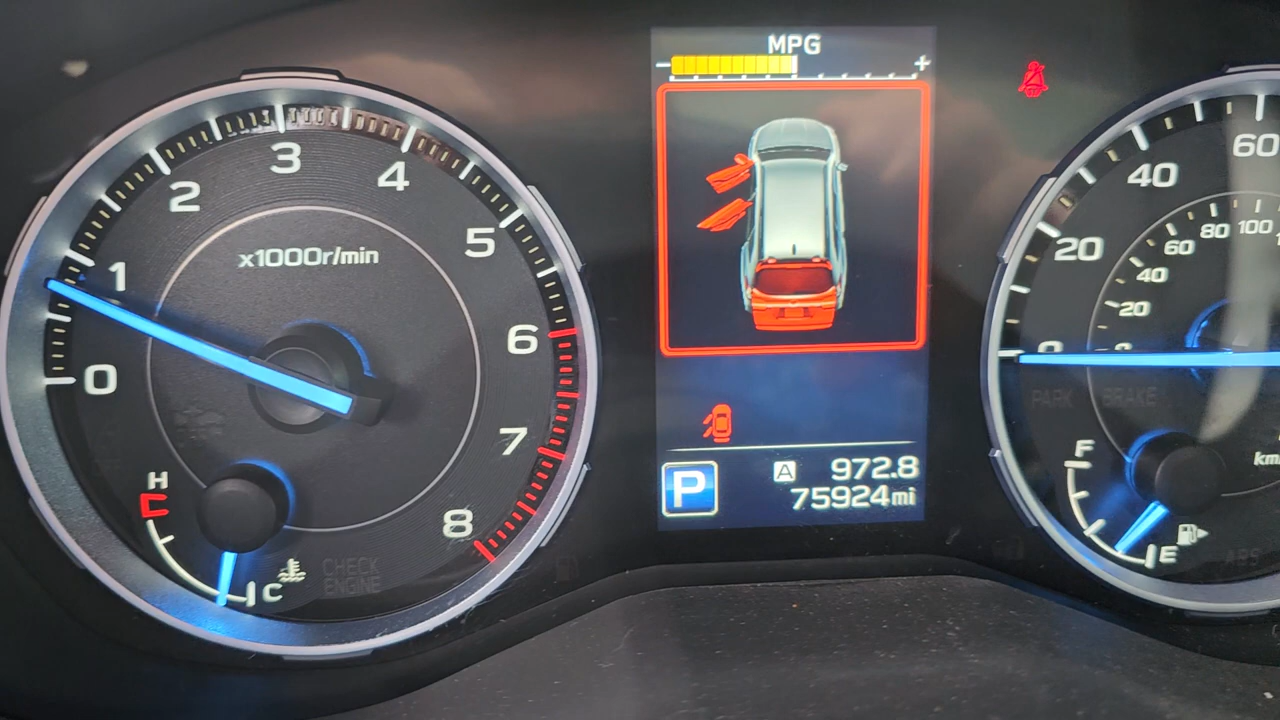 MPG
- +
0 1 2 3 4 5 6 7 8
x1000r/min
H
C
CHECK
ENGINE
P
A 972.8
75924mi
0 20 40 60
20 40 60 80 100
PARK BRAKE
F
E
ABS